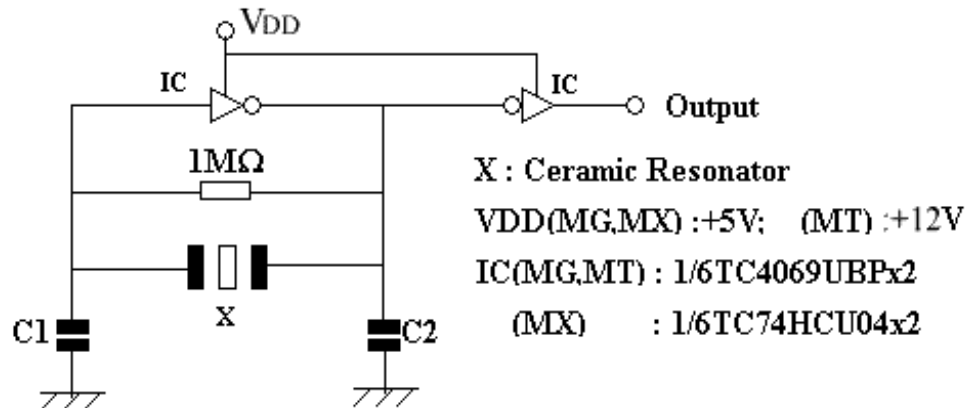 VDD
IC
IC
Output
1MΩ
X : Ceramic Resonator
VDD(MG,MX) :+5V; (MT) :+12V
IC(MG,MT) : 1/6TC4069UBPx2
X
C1
C2
(MX) : 1/6TC74HCU04x2